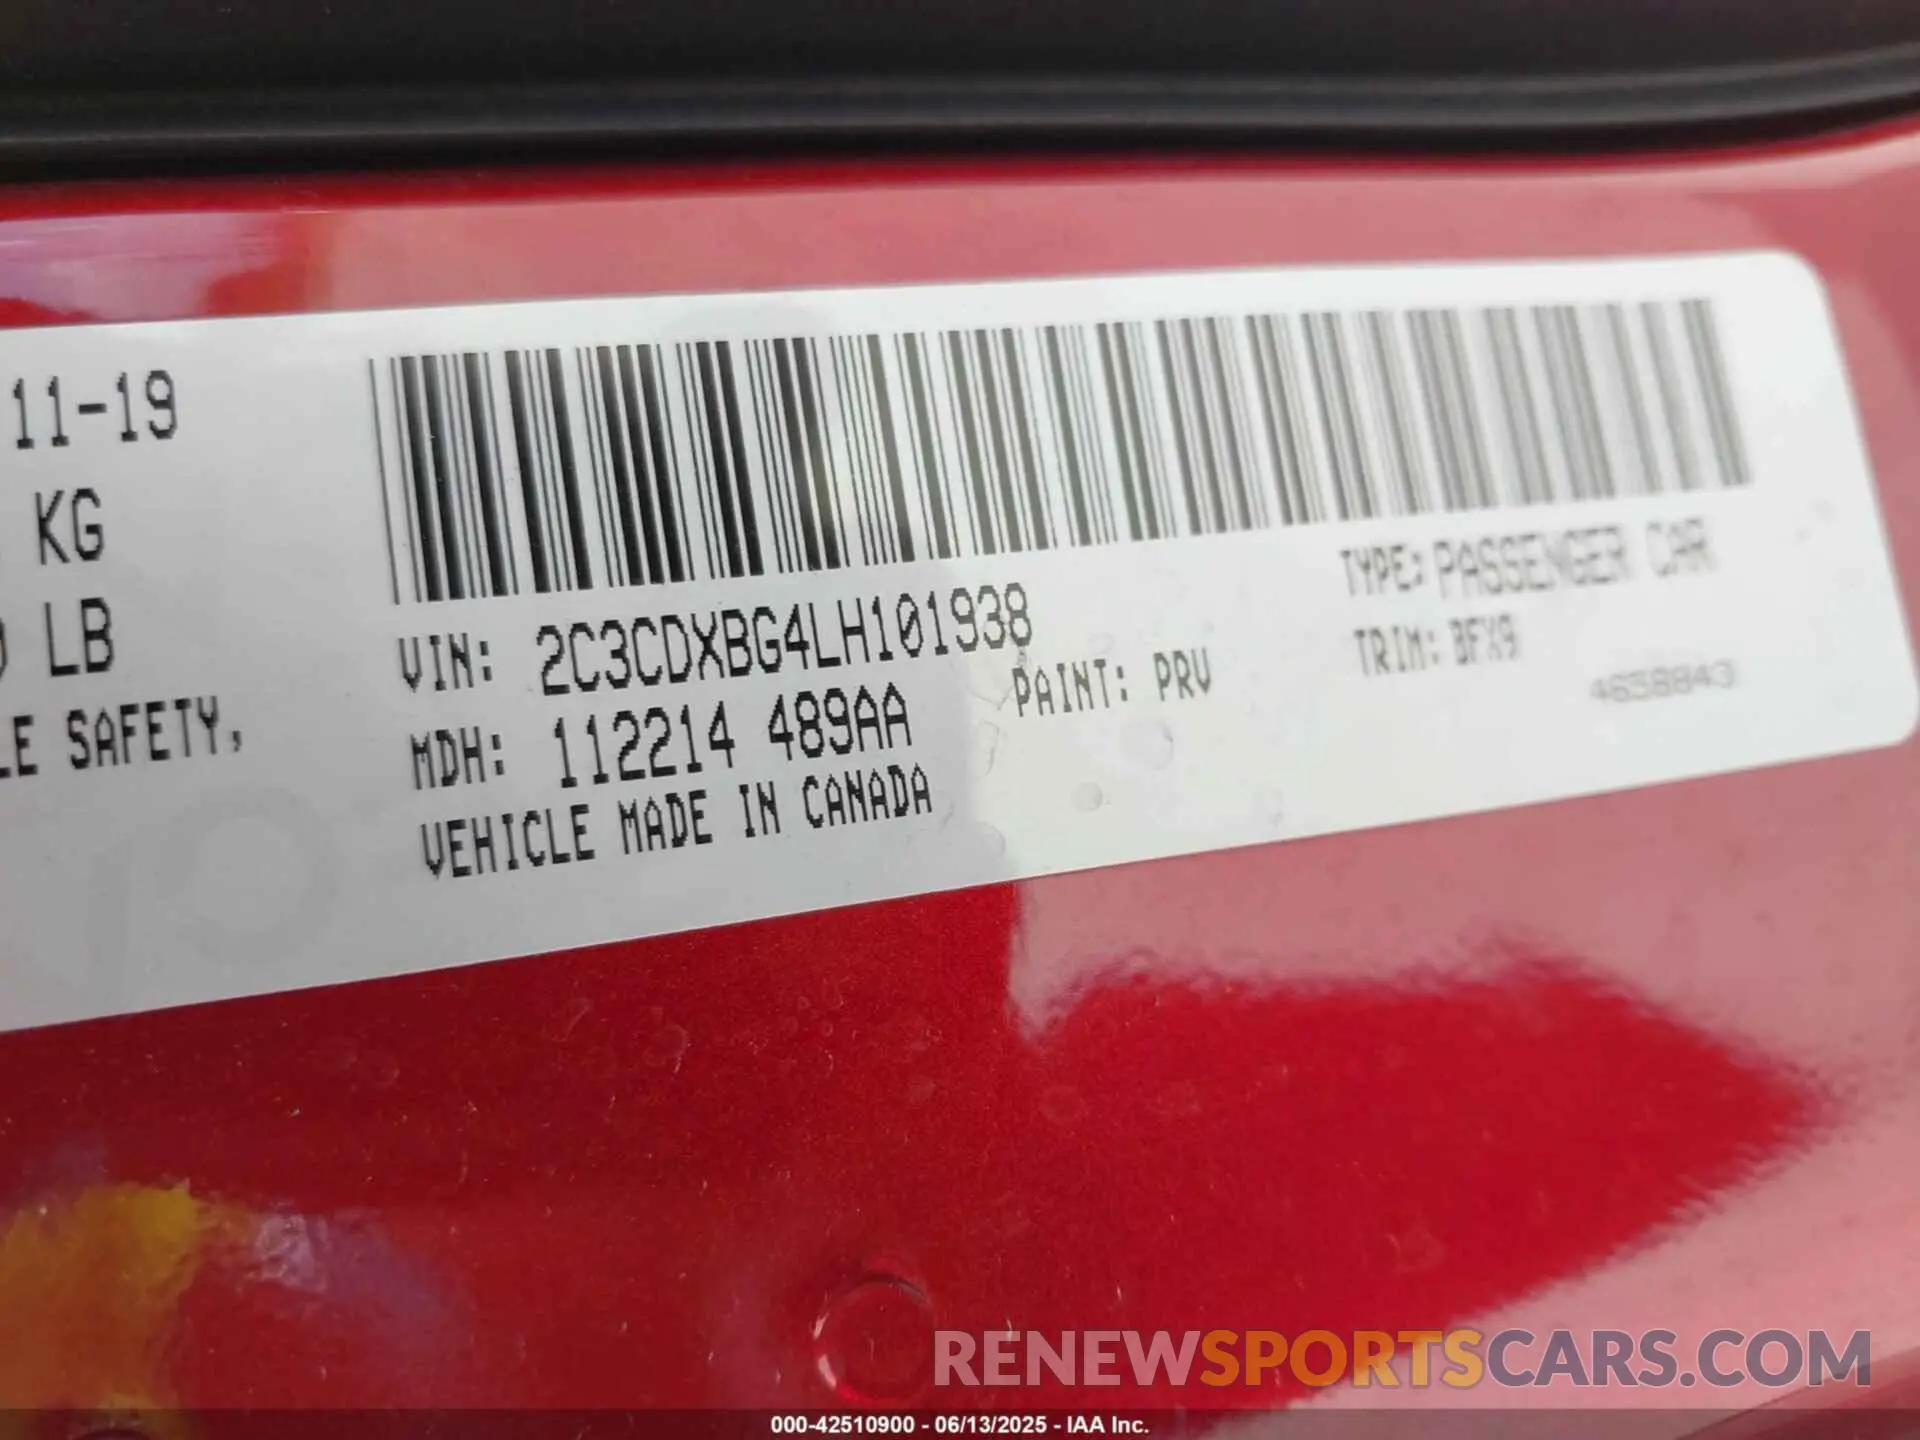 11-19
KG
LB
LE SAFETY,
VIN: 2C3CDXBG4LH101938
MDH: 112214 489AA
VEHICLE MADE IN CANADA
PAINT: PRV
TYPE: PASSENGER CAR
TRIM: BFX9
4658843
RENEWSPORTSCARS.COM
000-42510900 - 06/13/2025 - IAA Inc.